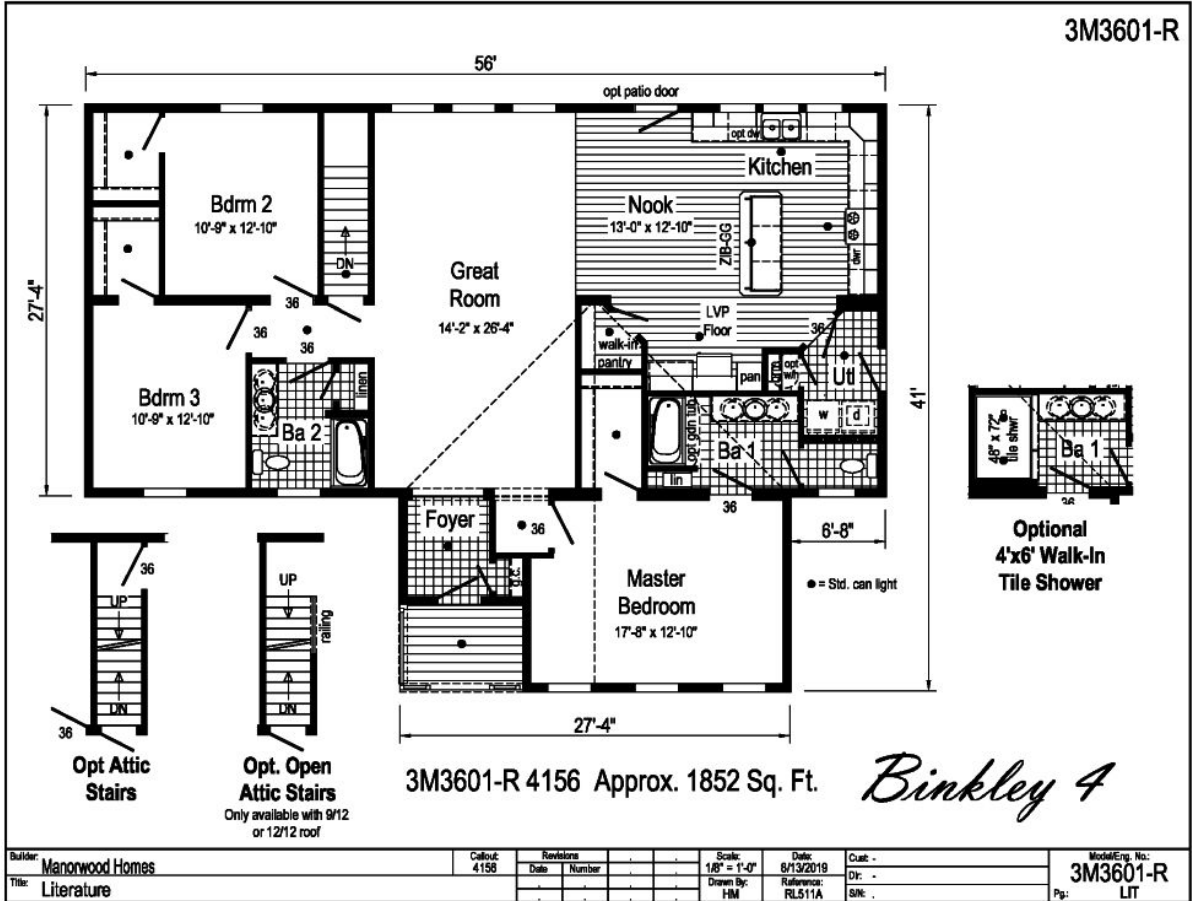 3M3601-R
56'
opt patio door
27'-4"
41'
Bdrm 2
10'-9" x 12'-10"
DN
Great
Room
14'-2" x 26'-4"
opt dw
Kitchen
Nook
13'-0" x 12'-10"
ZIB-GG
dwr
LVP
Floor
36
36
36
36
walk-in
pantry
pan
opt
w/h
Utl
w
d
Bdrm 3
10'-9" x 12'-10"
linen
Ba 2
opt gdn tub
Ba 1
lin
36
48" x 72"
tile shwr
Ba 1
36
Optional
4'x6' Walk-In
Tile Shower
Foyer
36
g.c.
6'-8"
Master
Bedroom
17'-8" x 12'-10"
= Std. can light
27'-4"
36
UP
DN
36
Opt Attic
Stairs
UP
railing
DN
Opt. Open
Attic Stairs
Only available with 9/12
or 12/12 roof
3M3601-R 4156 Approx. 1852 Sq. Ft.
Binkley 4
Builder: Manorwood Homes
Title: Literature
Callout: 4156
Revisions
Date Number
Scale: 1/8" = 1'-0"
Drawn By: HM
Date: 6/13/2019
Reference: RL511A
Cust: -
Dir: -
S/N: .
Model/Eng. No.:
3M3601-R
Pg.: LIT